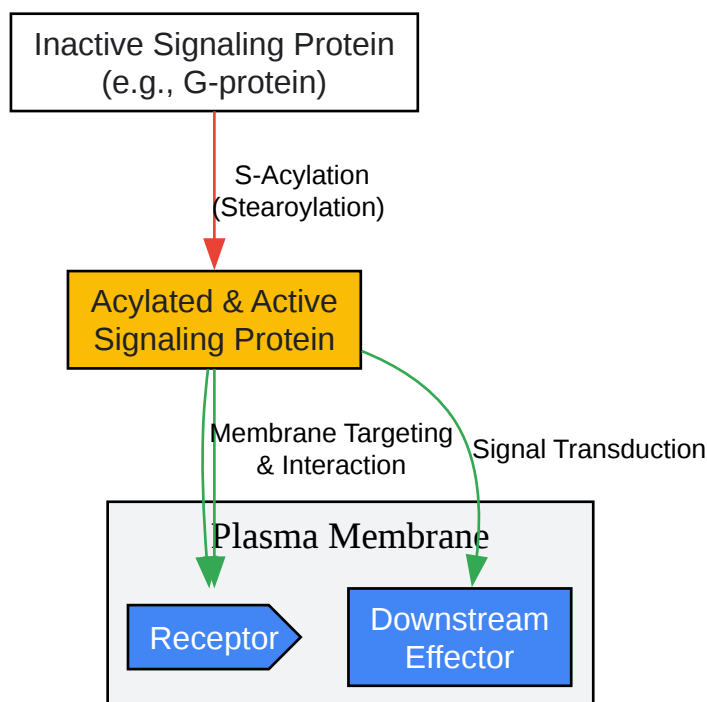 Inactive Signaling Protein
(e.g., G-protein)
S-Acylation
(Stearoylation)
Acylated & Active
Signaling Protein
Membrane Targeting
& Interaction
Signal Transduction
Plasma Membrane
Receptor
Downstream
Effector